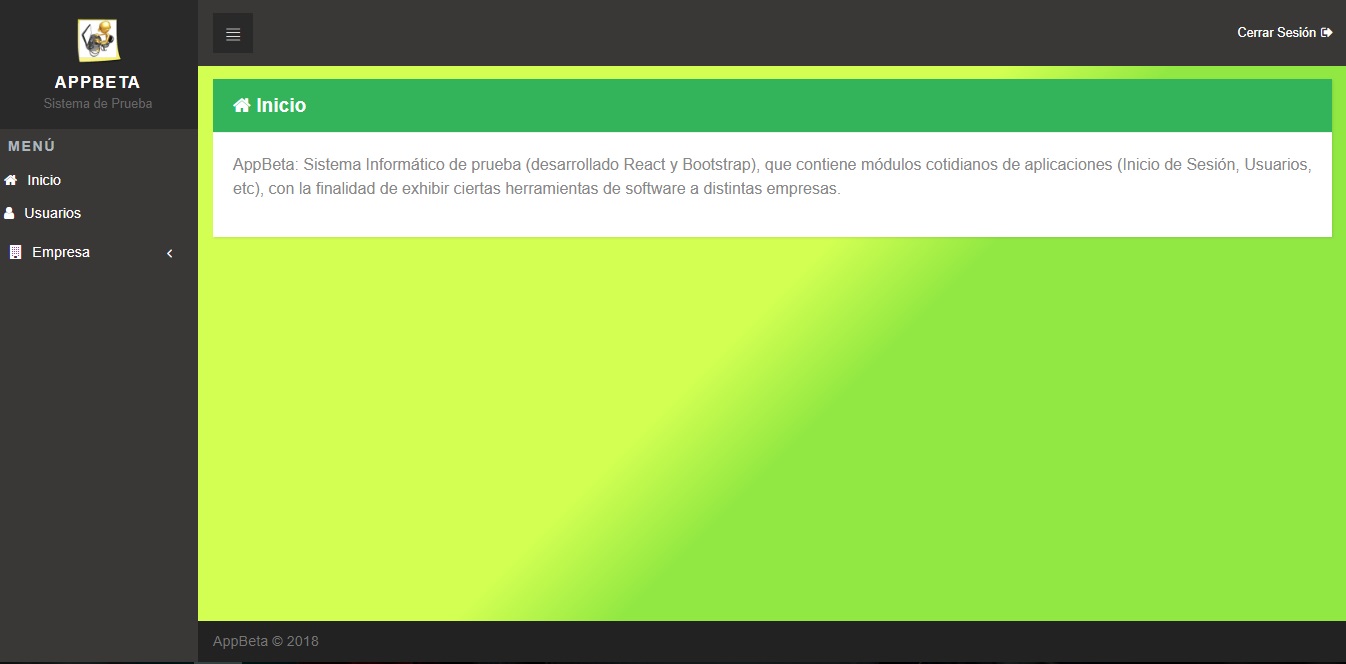 APPBETA
Sistema de Prueba
MENÚ
Inicio
Usuarios
Empresa
Cerrar Sesión
Inicio
AppBeta: Sistema Informático de prueba (desarrollado React y Bootstrap), que contiene módulos cotidianos de aplicaciones (Inicio de Sesión, Usuarios,
etc), con la finalidad de exhibir ciertas herramientas de software a distintas empresas.
AppBeta © 2018